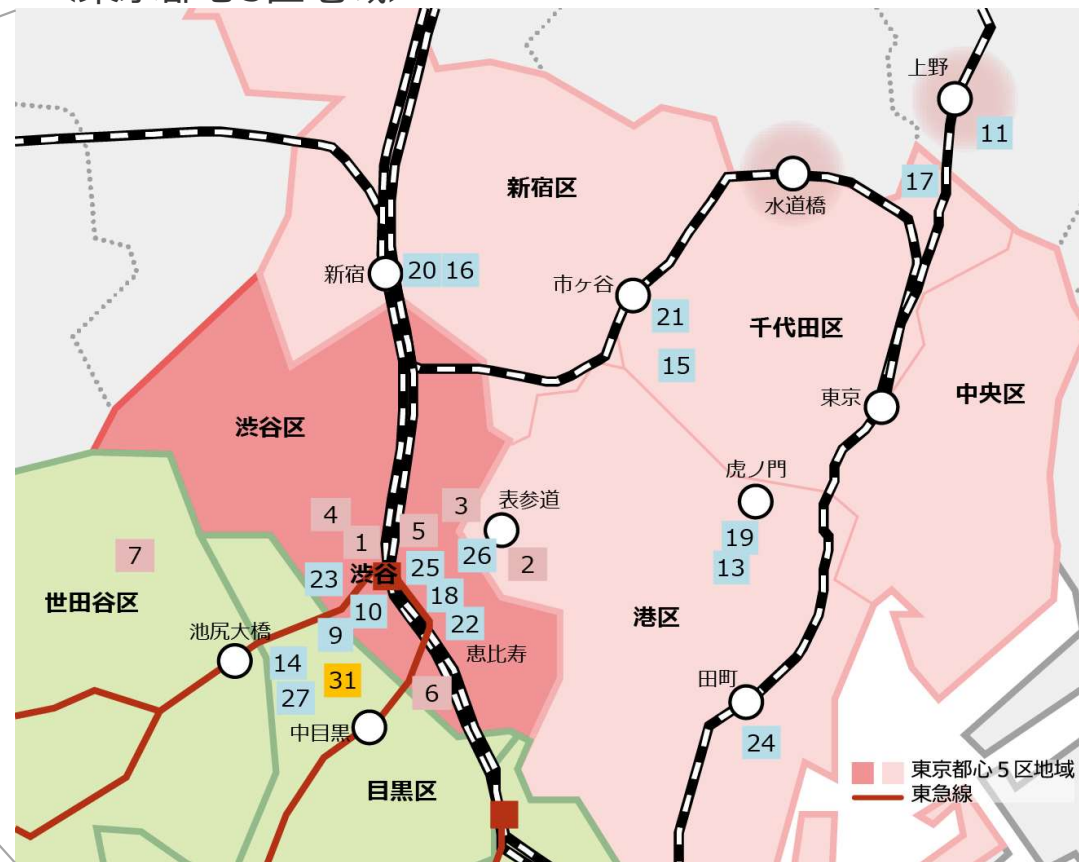 上野
11
17
水道橋
新宿区
新宿
20 16
市ヶ谷
21
千代田区
15
東京
中央区
渋谷区
虎ノ門
3
表参道
4
5
1
19
26
2
7
13
渋谷
25
23
18
世田谷区
10
22
港区
9
池尻大橋
恵比寿
14
31
27
6
田町
中目黒
24
目黒区
東京都心5区地域
東急線